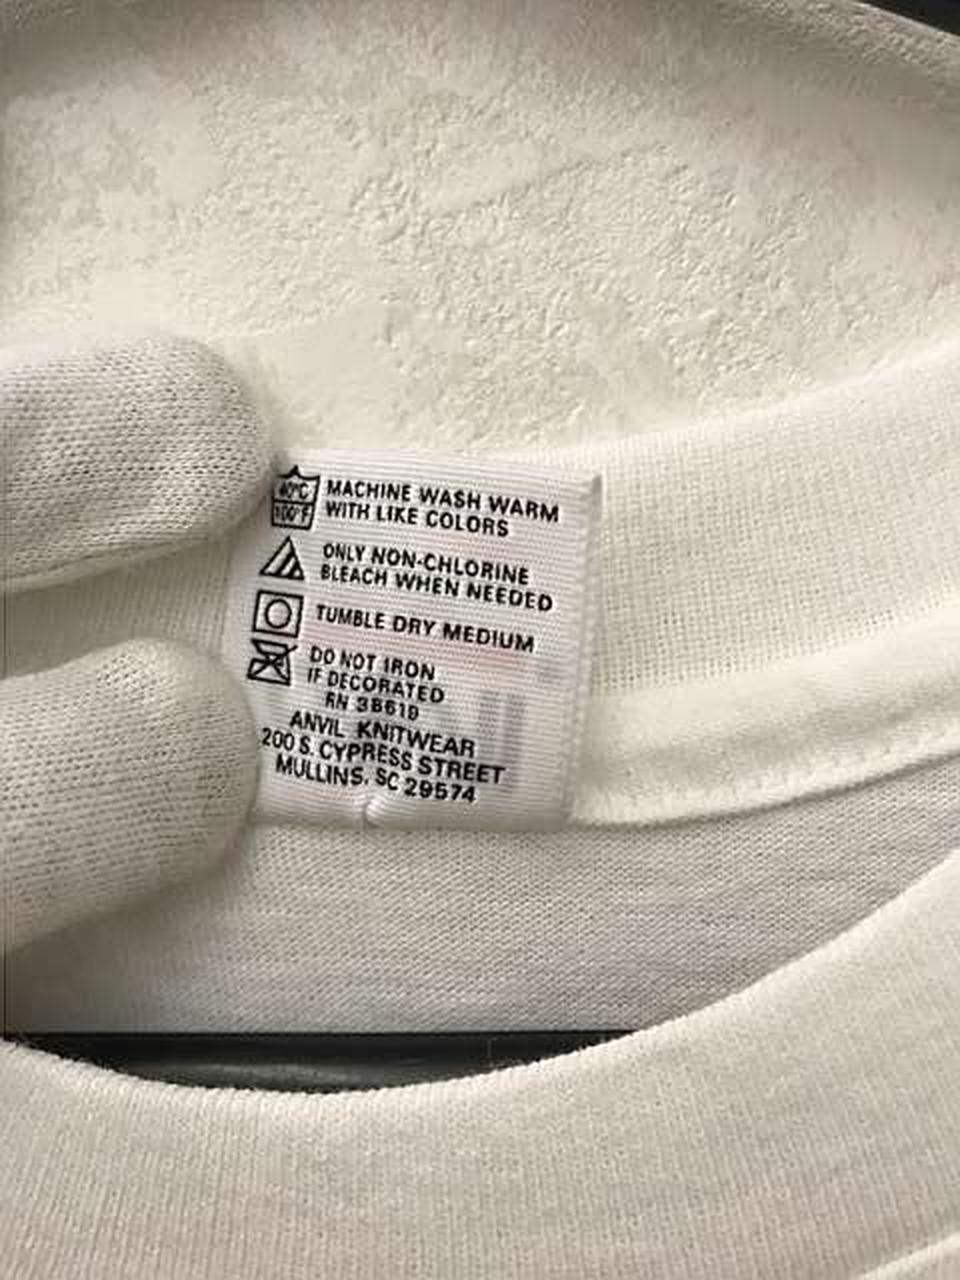 40°C MACHINE WASH WARM
100°F WITH LIKE COLORS
ONLY NON-CHLORINE
BLEACH WHEN NEEDED
TUMBLE DRY MEDIUM
DO NOT IRON
IF DECORATED
RN 38619
ANVIL KNITWEAR
200 S. CYPRESS STREET
MULLINS, SC 29574